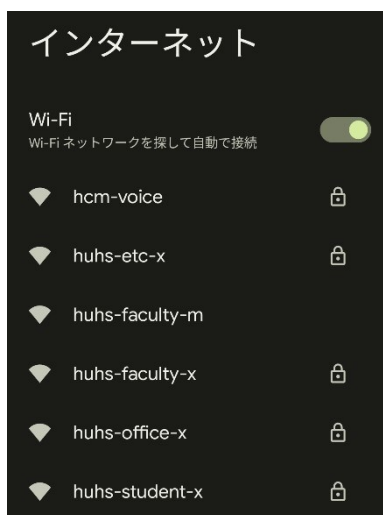 インターネット
Wi-Fi
Wi-Fi ネットワークを探して自動で接続
hcm-voice
huhs-etc-x
huhs-faculty-m
huhs-faculty-x
huhs-office-x
huhs-student-x